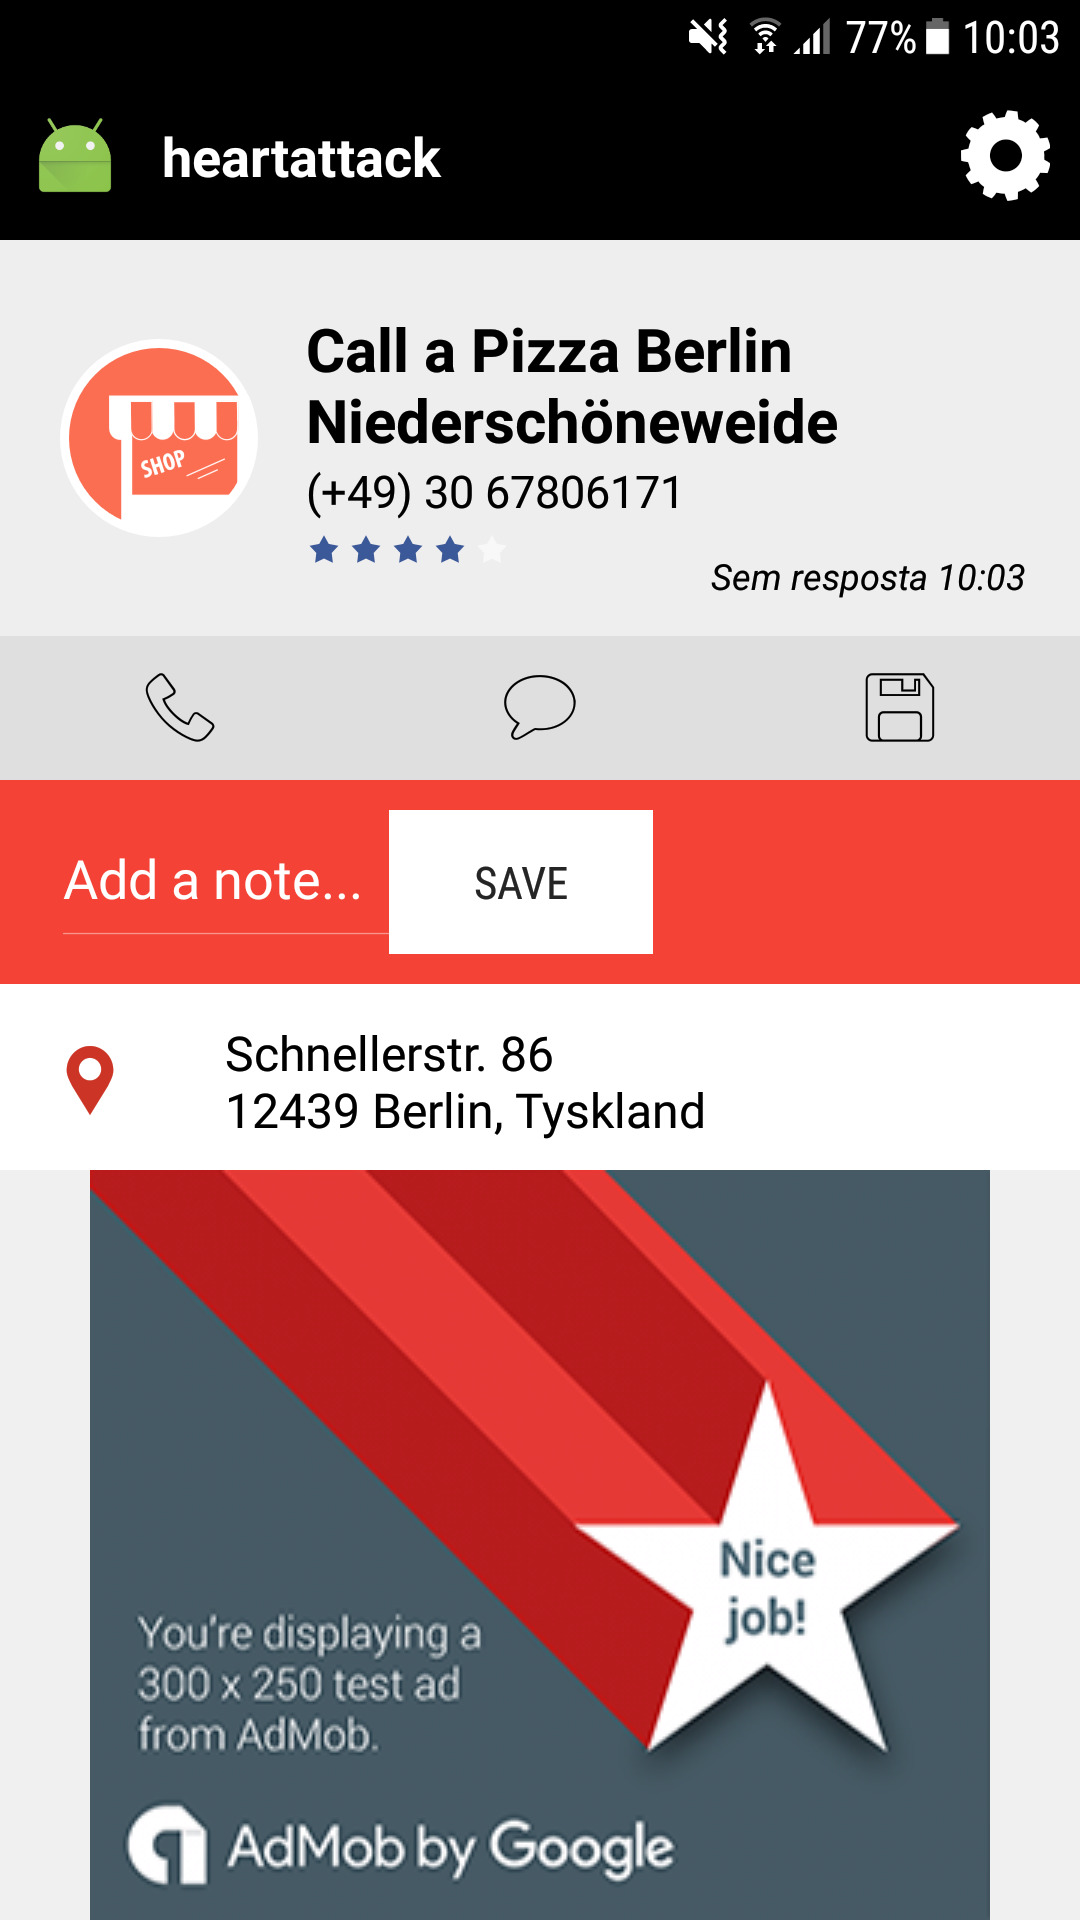 77% 10:03
heartattack
Call a Pizza Berlin
Niederschöneweide
(+49) 30 67806171
Sem resposta 10:03
SHOP
Add a note...
SAVE
Schnellerstr. 86
12439 Berlin, Tyskland
Nice
job!
You're displaying a
300 x 250 test ad
from AdMob.
AdMob by Google